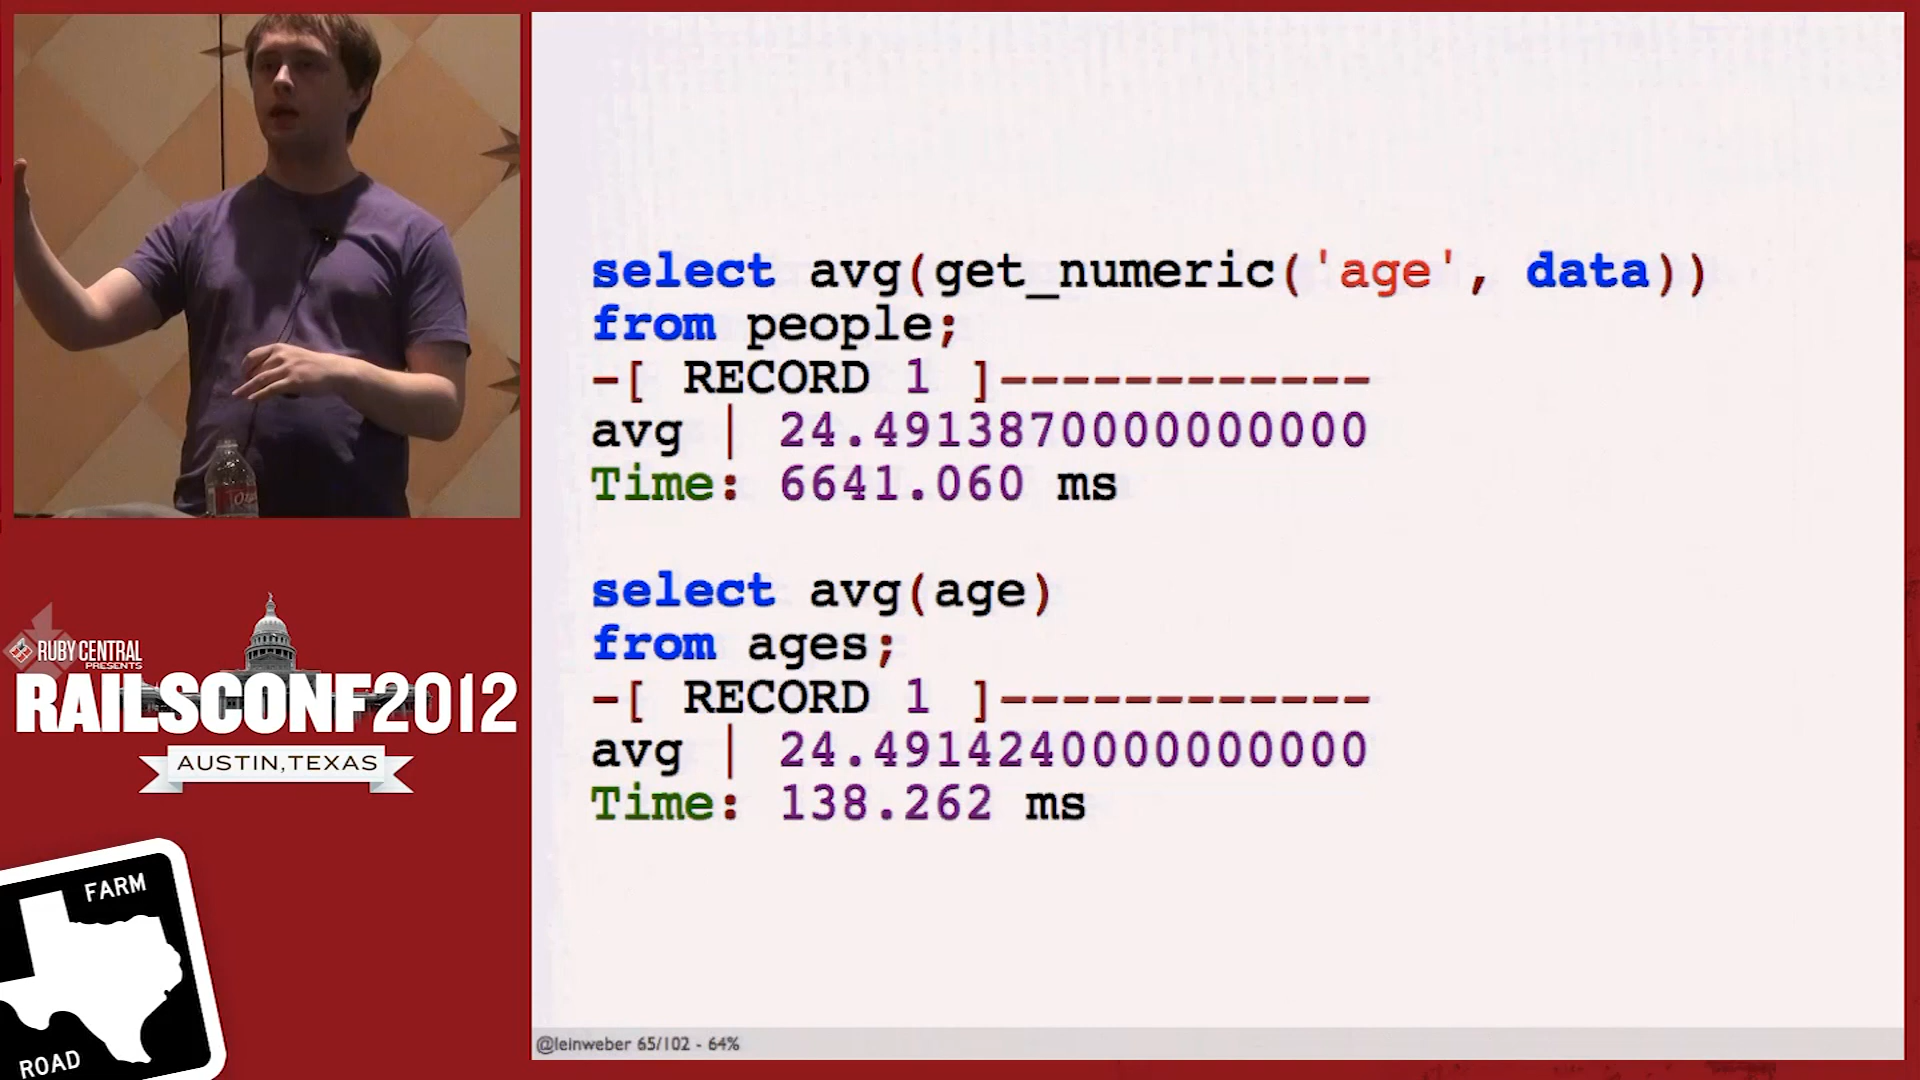 select avg(get_numeric('age', data))
from people;
-[ RECORD 1 ]------------
avg | 24.4913870000000000
Time: 6641.060 ms
select avg(age)
from ages;
-[ RECORD 1 ]------------
avg | 24.4914240000000000
Time: 138.262 ms
@leinweber 65/102 - 64%
RUBY CENTRAL
PRESENTS
RAILSCONF2012
AUSTIN, TEXAS
FARM
ROAD